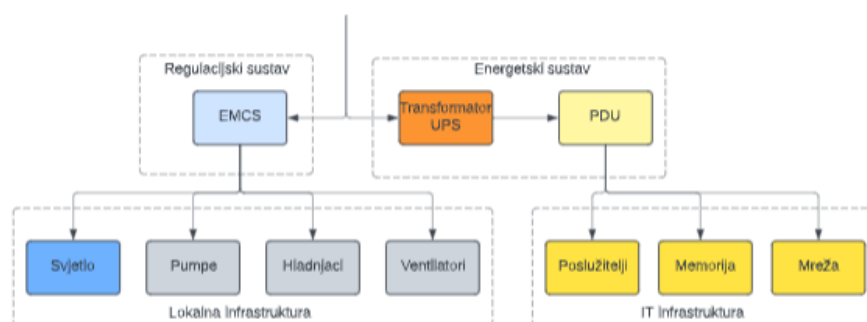 Regulacijski sustav
Energetski sustav
EMCS
Transformator
UPS
PDU
Svjetlo
Pumpe
Hladnjaci
Ventilatori
Poslužitelji
Memorija
Mreža
Lokalna infrastruktura
IT Infrastruktura